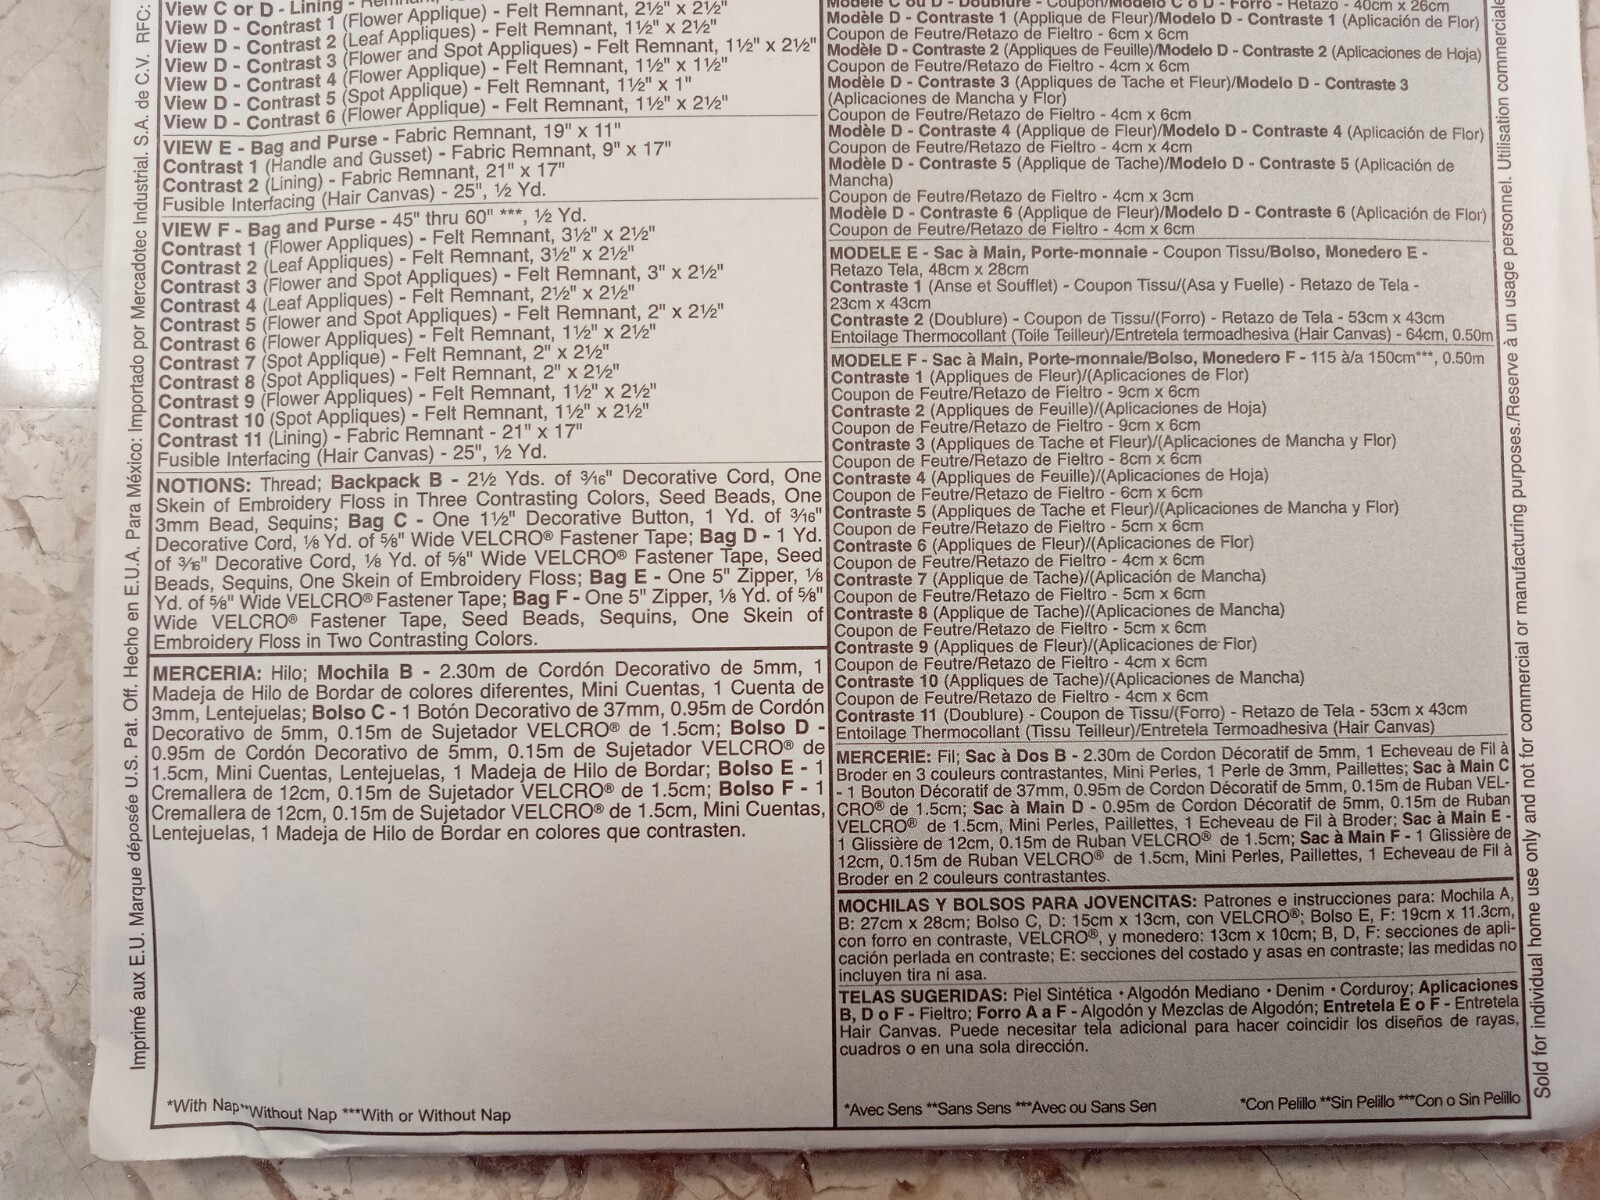 View C or D - Lining -
View D - Contrast 1 (Flower Applique) - Felt Remnant, 2½" x 2½"
View D - Contrast 2 (Leaf Appliques) - Felt Remnant, 1½" x 2½"
View D - Contrast 3 (Flower and Spot Appliques) - Felt Remnant, 1½" x 2½"
View D - Contrast 4 (Flower Applique) - Felt Remnant, 1½" x 1½"
View D - Contrast 5 (Spot Applique) - Felt Remnant, 1½" x 1"
View D - Contrast 6 (Flower Applique) - Felt Remnant, 1½" x 2½"
VIEW E - Bag and Purse - Fabric Remnant, 19" x 11"
Contrast 1 (Handle and Gusset) - Fabric Remnant, 9" x 17"
Contrast 2 (Lining) - Fabric Remnant, 21" x 17"
Fusible Interfacing (Hair Canvas) - 25", ½ Yd.
VIEW F - Bag and Purse - 45" thru 60" ***, ½ Yd.
Contrast 1 (Flower Appliques) - Felt Remnant, 3½" x 2½"
Contrast 2 (Leaf Appliques) - Felt Remnant, 3½" x 2½"
Contrast 3 (Flower and Spot Appliques) - Felt Remnant, 3" x 2½"
Contrast 4 (Leaf Appliques) - Felt Remnant, 2½" x 2½"
Contrast 5 (Flower and Spot Appliques) - Felt Remnant, 2" x 2½"
Contrast 6 (Flower Appliques) - Felt Remnant, 1½" x 2½"
Contrast 7 (Spot Applique) - Felt Remnant, 2" x 2½"
Contrast 8 (Spot Appliques) - Felt Remnant, 2" x 2½"
Contrast 9 (Flower Appliques) - Felt Remnant, 1½" x 2½"
Contrast 10 (Spot Appliques) - Felt Remnant, 1½" x 2½"
Contrast 11 (Lining) - Fabric Remnant - 21" x 17"
Fusible Interfacing (Hair Canvas) - 25", ½ Yd.
NOTIONS: Thread; Backpack B - 2½ Yds. of 3/16" Decorative Cord, One
Skein of Embroidery Floss in Three Contrasting Colors, Seed Beads, One
3mm Bead, Sequins; Bag C - One 1½" Decorative Button, 1 Yd. of 3/16"
Decorative Cord, ⅛ Yd. of ⅝" Wide VELCRO® Fastener Tape; Bag D - 1 Yd.
of 3/16" Decorative Cord, ⅛ Yd. of ⅝" Wide VELCRO® Fastener Tape, Seed
Beads, Sequins, One Skein of Embroidery Floss; Bag E - One 5" Zipper, ⅛
Yd. of ⅝" Wide VELCRO® Fastener Tape; Bag F - One 5" Zipper, ⅛ Yd. of ⅝"
Wide VELCRO® Fastener Tape, Seed Beads, Sequins, One Skein of
Embroidery Floss in Two Contrasting Colors.
MERCERIA: Hilo; Mochila B - 2.30m de Cordón Decorativo de 5mm, 1
Madeja de Hilo de Bordar de colores diferentes, Mini Cuentas, 1 Cuenta de
3mm, Lentejuelas; Bolso C - 1 Botón Decorativo de 37mm, 0.95m de Cordón
Decorativo de 5mm, 0.15m de Sujetador VELCRO® de 1.5cm; Bolso D -
0.95m de Cordón Decorativo de 5mm, 0.15m de Sujetador VELCRO® de
1.5cm, Mini Cuentas, Lentejuelas, 1 Madeja de Hilo de Bordar; Bolso E - 1
Cremallera de 12cm, 0.15m de Sujetador VELCRO® de 1.5cm; Bolso F - 1
Cremallera de 12cm, 0.15m de Sujetador VELCRO® de 1.5cm, Mini Cuentas,
Lentejuelas, 1 Madeja de Hilo de Bordar en colores que contrasten.
*With Nap**Without Nap ***With or Without Nap
Modèle C ou D - Doublure - Coupon/Modelo C o D - Forro - Retazo - 40cm x 26cm
Modèle D - Contraste 1 (Applique de Fleur)/Modelo D - Contraste 1 (Aplicación de Flor)
Coupon de Feutre/Retazo de Fieltro - 6cm x 6cm
Modèle D - Contraste 2 (Appliques de Feuille)/Modelo D - Contraste 2 (Aplicaciones de Hoja)
Coupon de Feutre/Retazo de Fieltro - 4cm x 6cm
Modèle D - Contraste 3 (Appliques de Tache et Fleur)/Modelo D - Contraste 3
(Aplicaciones de Mancha y Flor)
Coupon de Feutre/Retazo de Fieltro - 4cm x 6cm
Modèle D - Contraste 4 (Applique de Fleur)/Modelo D - Contraste 4 (Aplicación de Flor)
Coupon de Feutre/Retazo de Fieltro - 4cm x 4cm
Modèle D - Contraste 5 (Applique de Tache)/Modelo D - Contraste 5 (Aplicación de
Mancha)
Coupon de Feutre/Retazo de Fieltro - 4cm x 3cm
Modèle D - Contraste 6 (Applique de Fleur)/Modelo D - Contraste 6 (Aplicación de Flor)
Coupon de Feutre/Retazo de Fieltro - 4cm x 6cm
MODELE E - Sac à Main, Porte-monnaie - Coupon Tissu/Bolso, Monedero E -
Retazo Tela, 48cm x 28cm
Contraste 1 (Anse et Soufflet) - Coupon Tissu/(Asa y Fuelle) - Retazo de Tela -
23cm x 43cm
Contraste 2 (Doublure) - Coupon de Tissu/(Forro) - Retazo de Tela - 53cm x 43cm
Entoilage Thermocollant (Toile Teilleur)/Entretela termoadhesiva (Hair Canvas) - 64cm, 0.50m
MODELE F - Sac à Main, Porte-monnaie/Bolso, Monedero F - 115 à/a 150cm***, 0.50m
Contraste 1 (Appliques de Fleur)/(Aplicaciones de Flor)
Coupon de Feutre/Retazo de Fieltro - 9cm x 6cm
Contraste 2 (Appliques de Feuille)/(Aplicaciones de Hoja)
Coupon de Feutre/Retazo de Fieltro - 9cm x 6cm
Contraste 3 (Appliques de Tache et Fleur)/(Aplicaciones de Mancha y Flor)
Coupon de Feutre/Retazo de Fieltro - 8cm x 6cm
Contraste 4 (Appliques de Feuille)/(Aplicaciones de Hoja)
Coupon de Feutre/Retazo de Fieltro - 6cm x 6cm
Contraste 5 (Appliques de Tache et Fleur)/(Aplicaciones de Mancha y Flor)
Coupon de Feutre/Retazo de Fieltro - 5cm x 6cm
Contraste 6 (Appliques de Fleur)/(Aplicaciones de Flor)
Coupon de Feutre/Retazo de Fieltro - 4cm x 6cm
Contraste 7 (Applique de Tache)/(Aplicación de Mancha)
Coupon de Feutre/Retazo de Fieltro - 5cm x 6cm
Contraste 8 (Applique de Tache)/(Aplicaciones de Mancha)
Coupon de Feutre/Retazo de Fieltro - 5cm x 6cm
Contraste 9 (Appliques de Fleur)/(Aplicaciones de Flor)
Coupon de Feutre/Retazo de Fieltro - 4cm x 6cm
Contraste 10 (Appliques de Tache)/(Aplicaciones de Mancha)
Coupon de Feutre/Retazo de Fieltro - 4cm x 6cm
Contraste 11 (Doublure) - Coupon de Tissu/(Forro) - Retazo de Tela - 53cm x 43cm
Entoilage Thermocollant (Tissu Teilleur)/Entretela Termoadhesiva (Hair Canvas)
MERCERIE: Fil; Sac à Dos B - 2.30m de Cordon Décoratif de 5mm, 1 Echeveau de Fil à
Broder en 3 couleurs contrastantes, Mini Perles, 1 Perle de 3mm, Paillettes; Sac à Main C
- 1 Bouton Décoratif de 37mm, 0.95m de Cordon Décoratif de 5mm, 0.15m de Ruban VEL-
CRO® de 1.5cm; Sac à Main D - 0.95m de Cordon Décoratif de 5mm, 0.15m de Ruban
VELCRO® de 1.5cm, Mini Perles, Paillettes, 1 Echeveau de Fil à Broder; Sac à Main E -
1 Glissière de 12cm, 0.15m de Ruban VELCRO® de 1.5cm; Sac à Main F - 1 Glissière de
12cm, 0.15m de Ruban VELCRO® de 1.5cm, Mini Perles, Paillettes, 1 Echeveau de Fil à
Broder en 2 couleurs contrastantes.
MOCHILAS Y BOLSOS PARA JOVENCITAS: Patrones e instrucciones para: Mochila A,
B: 27cm x 28cm; Bolso C, D: 15cm x 13cm, con VELCRO®; Bolso E, F: 19cm x 11.3cm,
con forro en contraste, VELCRO®, y monedero: 13cm x 10cm; B, D, F: secciones de apli-
cación perlada en contraste; E: secciones del costado y asas en contraste; las medidas no
incluyen tira ni asa.
TELAS SUGERIDAS: Piel Sintética • Algodón Mediano • Denim • Corduroy; Aplicaciones
B, D o F - Fieltro; Forro A a F - Algodón y Mezclas de Algodón; Entretela E o F - Entretela
Hair Canvas. Puede necesitar tela adicional para hacer coincidir los diseños de rayas,
cuadros o en una sola dirección.
*Avec Sens **Sans Sens ***Avec ou Sans Sen
*Con Pelillo **Sin Pelillo ***Con o Sin Pelillo
Imprimé aux E.U. Marque déposée U.S. Pat. Off. Hecho en E.U.A. Para México: Importado por Mercadotec Industrial. S.A. de C.V. RFC:
Sold for individual home use only and not for commercial or manufacturing purposes./Reserve à un usage personnel. Utilisation commerciale